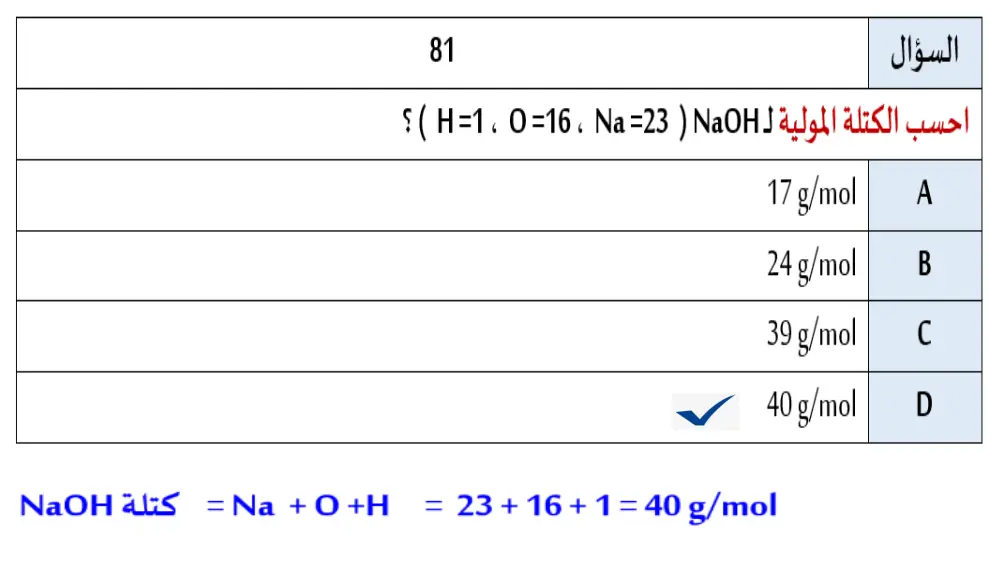 السؤال 81
احسب الكتلة المولية لـ NaOH ( H =1 ، O =16 ، Na =23 ) ؟
A 17 g/mol
B 24 g/mol
C 39 g/mol
D 40 g/mol
كتلة NaOH = Na + O +H = 23 + 16 + 1 = 40 g/mol